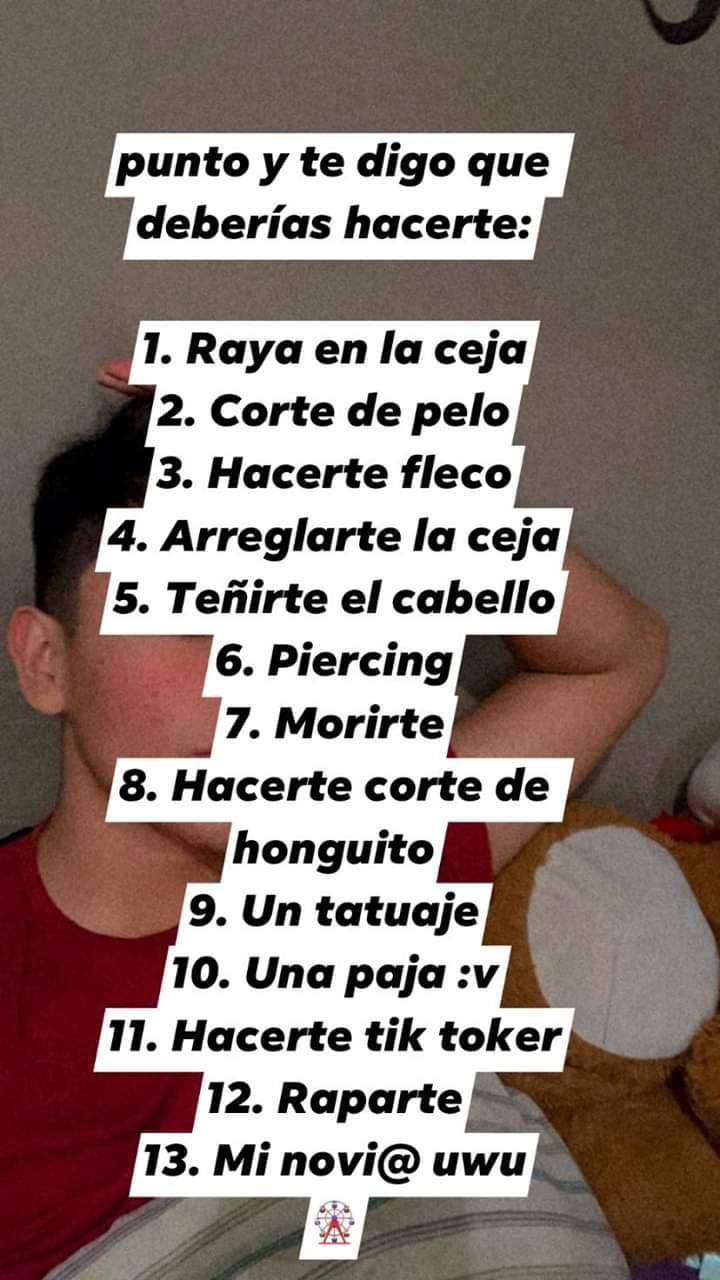 punto y te digo que
deberías hacerte:
1. Raya en la ceja
2. Corte de pelo
3. Hacerte fleco
4. Arreglarte la ceja
5. Teñirte el cabello
6. Piercing
7. Morirte
8. Hacerte corte de
honguito
9. Un tatuaje
10. Una paja :v
11. Hacerte tik toker
12. Raparte
13. Mi novi@ uwu
🎡